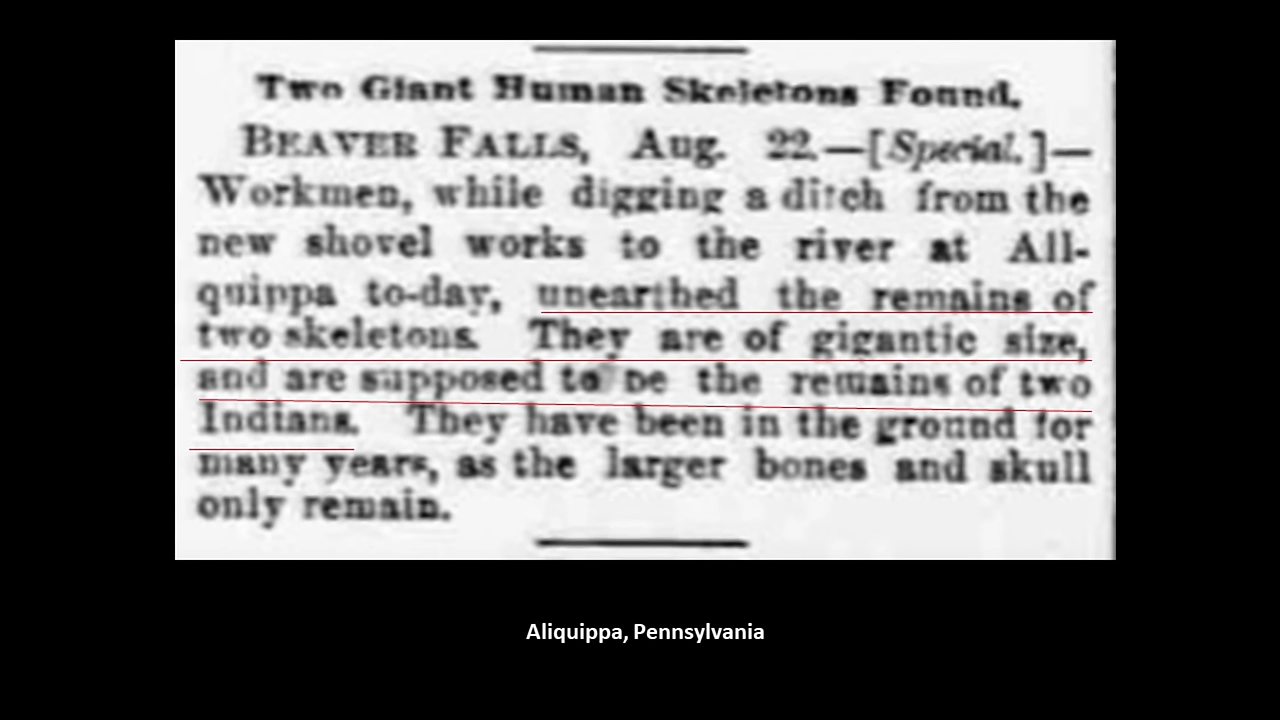 Two Giant Human Skeletons Found.
BEAVER FALLS, Aug. 22.—[Special.]—
Workmen, while digging a ditch from the
new shovel works to the river at All-
quippa to-day, unearthed the remains of
two skeletons. They are of gigantic size,
and are supposed to be the remains of two
Indians. They have been in the ground for
many years, as the larger bones and skull
only remain.
Aliquippa, Pennsylvania